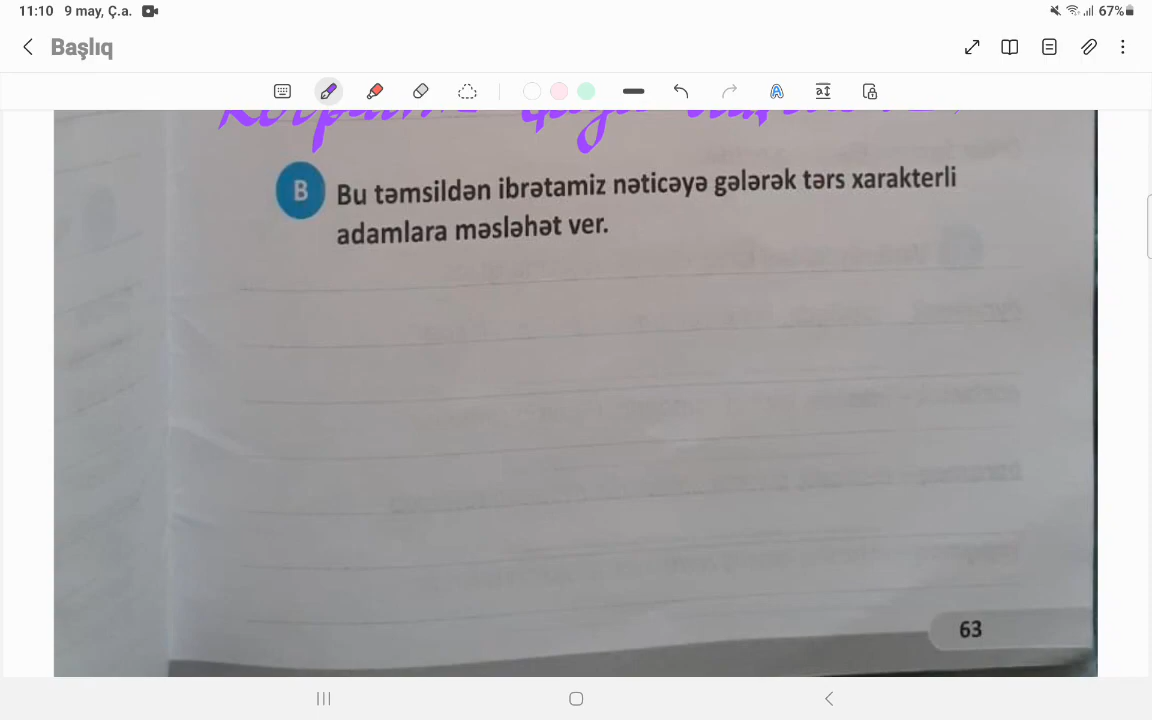 11:10 9 may, Ç.a. 67%
Başlıq
B Bu təmsildən ibrətamiz nəticəyə gələrək tərs xarakterli
adamlara məsləhət ver.
63